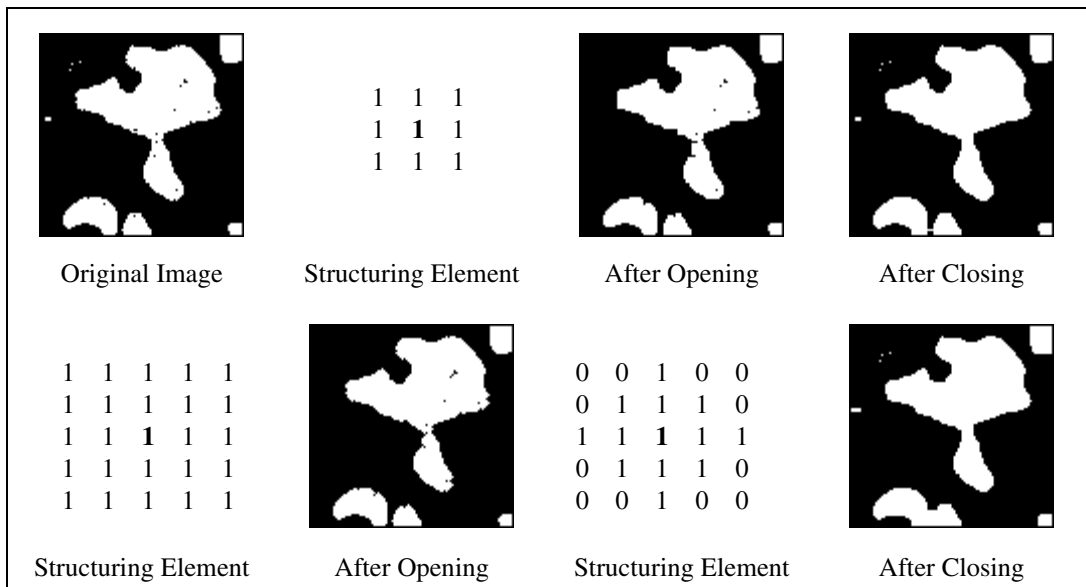 1 1 1
1 1 1
1 1 1
Original Image Structuring Element After Opening After Closing
1 1 1 1 1 0 0 1 0 0
1 1 1 1 1 0 1 1 1 0
1 1 1 1 1 1 1 1 1 1
1 1 1 1 1 0 1 1 1 0
1 1 1 1 1 0 0 1 0 0
Structuring Element After Opening Structuring Element After Closing